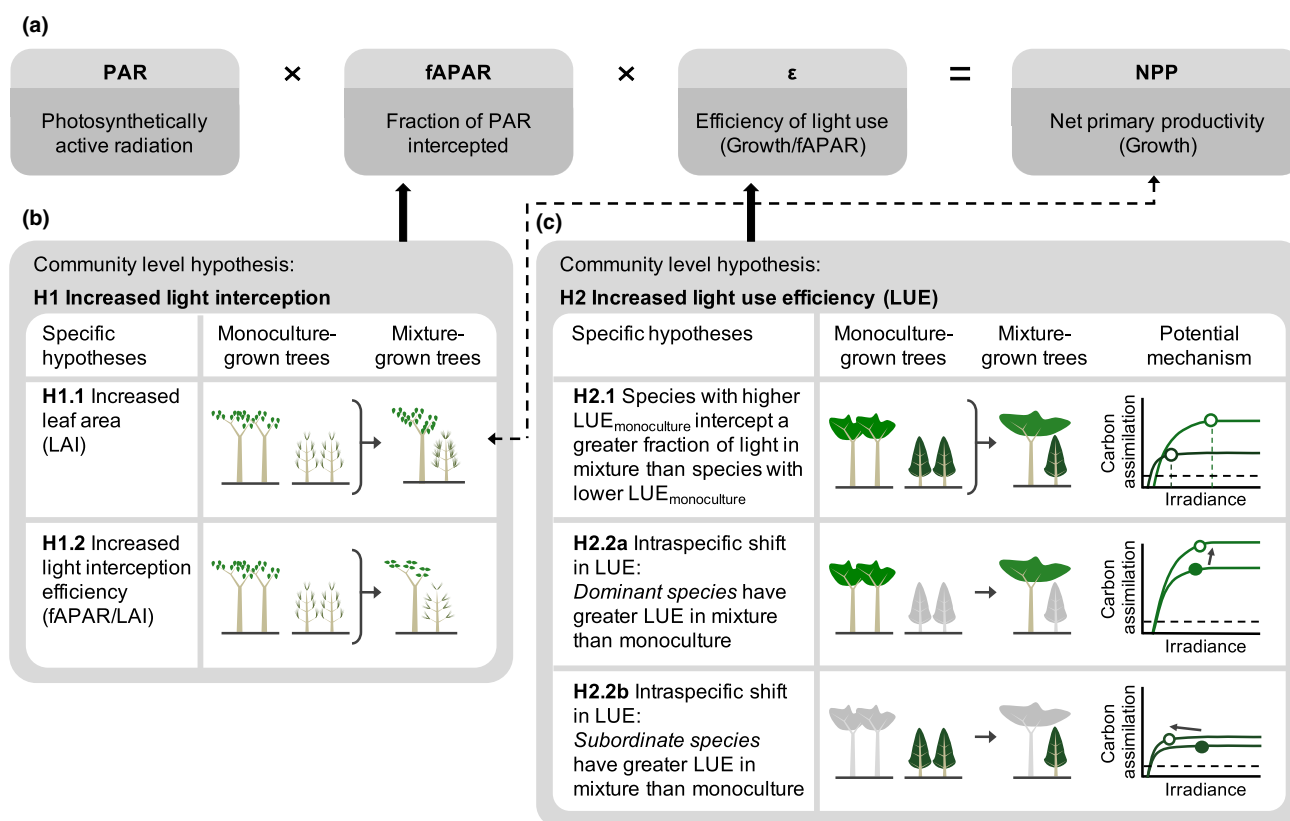 (a)
PAR
Photosynthetically
active radiation
×
fAPAR
Fraction of PAR
intercepted
×
ε
Efficiency of light use
(Growth/fAPAR)
=
NPP
Net primary productivity
(Growth)
(b)
Community level hypothesis:
H1 Increased light interception
Specific
hypotheses
Monoculture-
grown trees
Mixture-
grown trees
H1.1 Increased
leaf area
(LAI)
H1.2 Increased
light interception
efficiency
(fAPAR/LAI)
(c)
Community level hypothesis:
H2 Increased light use efficiency (LUE)
Specific hypotheses
Monoculture-
grown trees
Mixture-
grown trees
Potential
mechanism
H2.1 Species with higher
LUEmonoculture intercept a
greater fraction of light in
mixture than species with
lower LUEmonoculture
Carbon
assimilation
Irradiance
H2.2a Intraspecific shift
in LUE:
Dominant species have
greater LUE in mixture
than monoculture
Carbon
assimilation
Irradiance
H2.2b Intraspecific shift
in LUE:
Subordinate species
have greater LUE in
mixture than monoculture
Carbon
assimilation
Irradiance